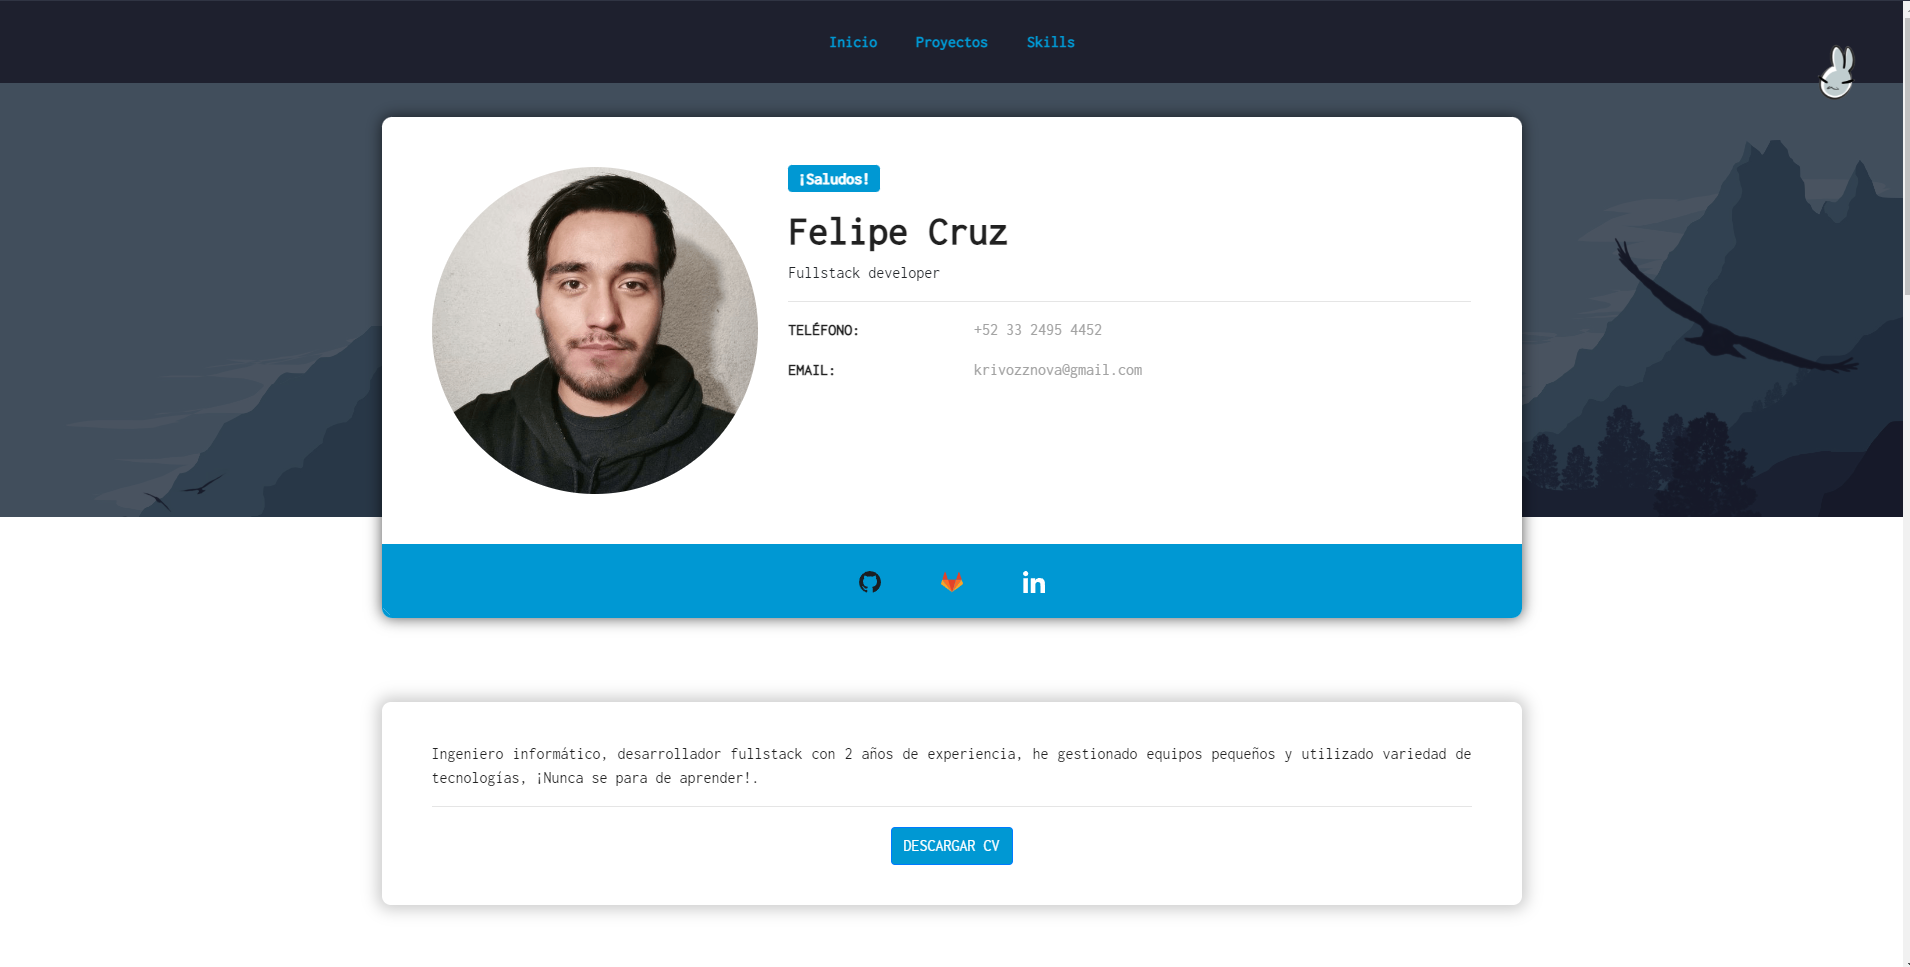 Inicio Proyectos Skills
¡Saludos!
Felipe Cruz
Fullstack developer
TELÉFONO: +52 33 2495 4452
EMAIL: krivozznova@gmail.com
in
Ingeniero informático, desarrollador fullstack con 2 años de experiencia, he gestionado equipos pequeños y utilizado variedad de
tecnologías, ¡Nunca se para de aprender!.
DESCARGAR CV